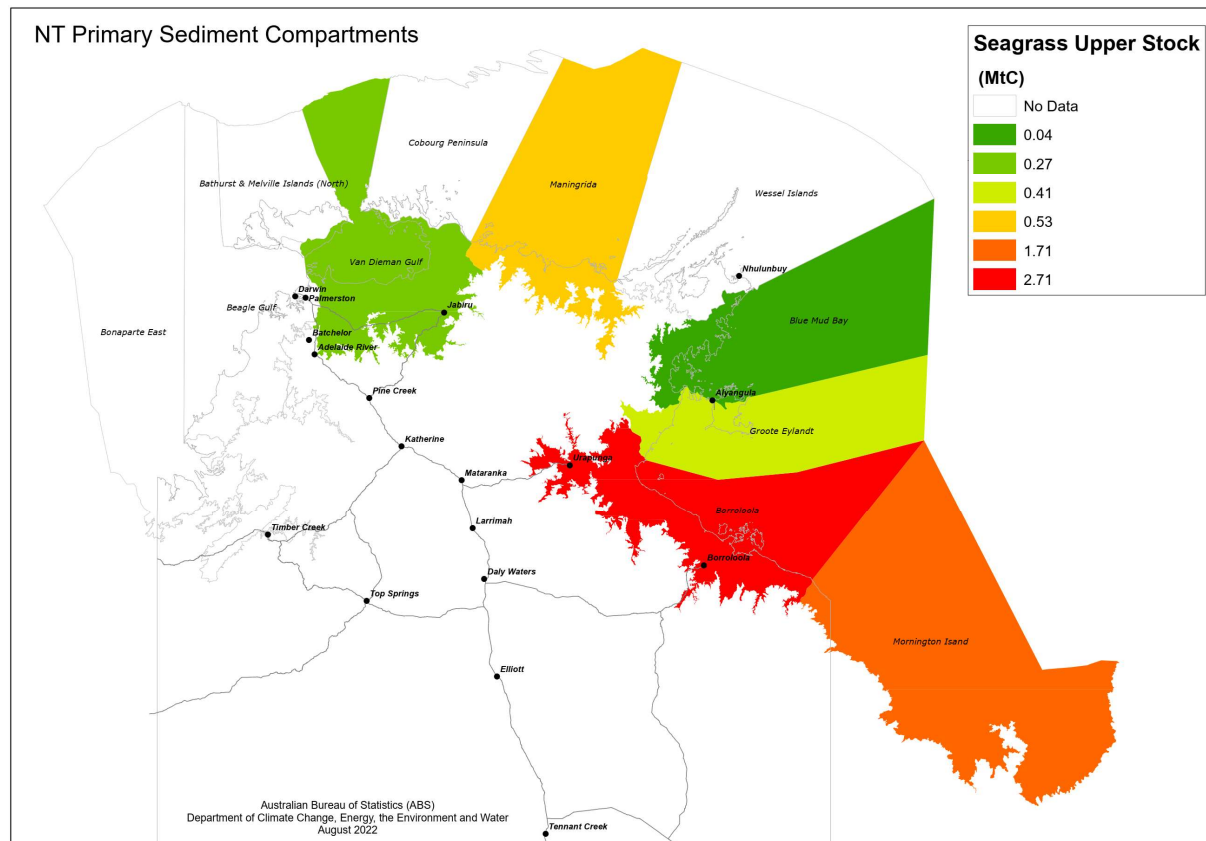 NT Primary Sediment Compartments
Seagrass Upper Stock
(MtC)
No Data
0.04
0.27
0.41
0.53
1.71
2.71
Cobourg Peninsula
Bathurst & Melville Islands (North)
Maningrida
Wessel Islands
Van Dieman Gulf
Nhulunbuy
Darwin
Palmerston
Beagle Gulf
Jabiru
Blue Mud Bay
Bonaparte East
Batchelor
Adelaide River
Pine Creek
Alyangula
Groote Eylandt
Katherine
Urapunga
Mataranka
Borroloola
Larrimah
Timber Creek
Borroloola
Daly Waters
Top Springs
Mornington Isand
Elliott
Australian Bureau of Statistics (ABS)
Department of Climate Change, Energy, the Environment and Water
August 2022
Tennant Creek